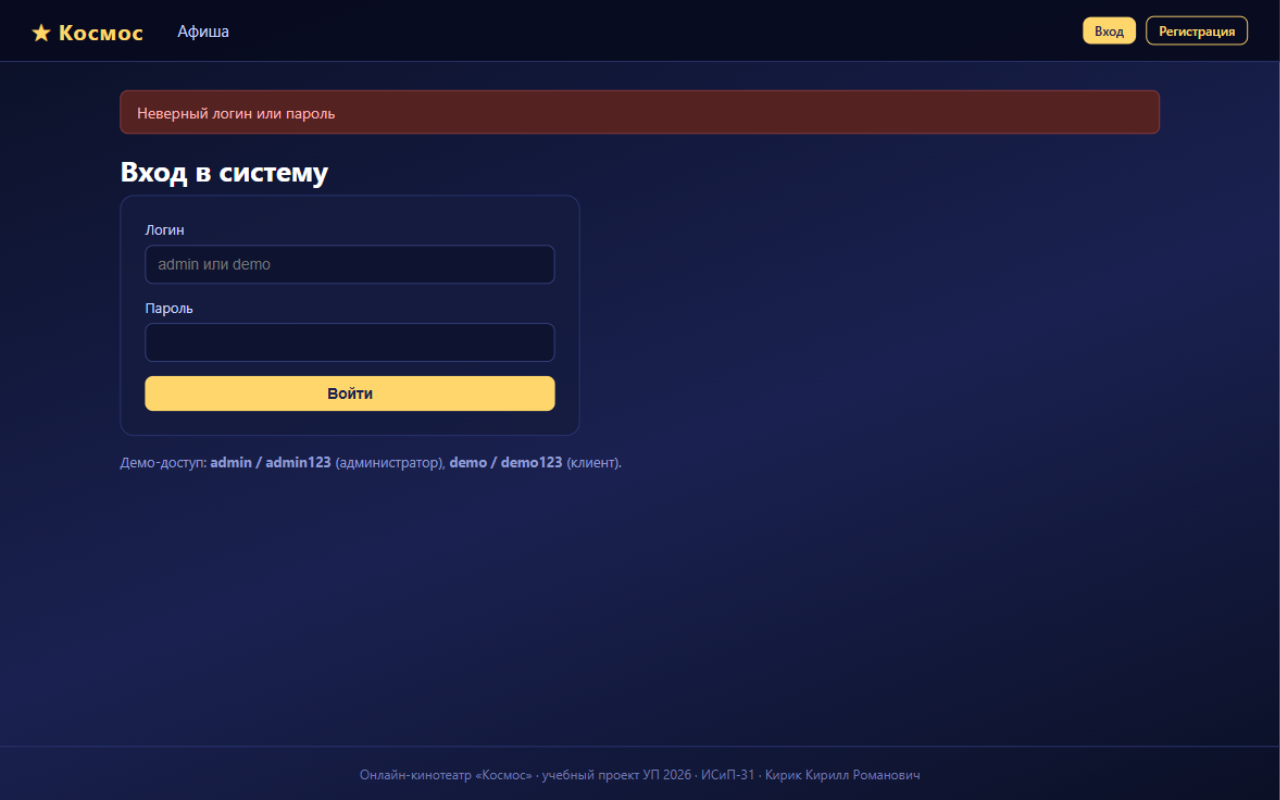 ★ Космос Афиша Вход Регистрация
Неверный логин или пароль
Вход в систему
Логин
admin или demo
Пароль
Войти
Демо-доступ: admin / admin123 (администратор), demo / demo123 (клиент).
Онлайн-кинотеатр «Космос» · учебный проект УП 2026 · ИСиП-31 · Кирик Кирилл Романович